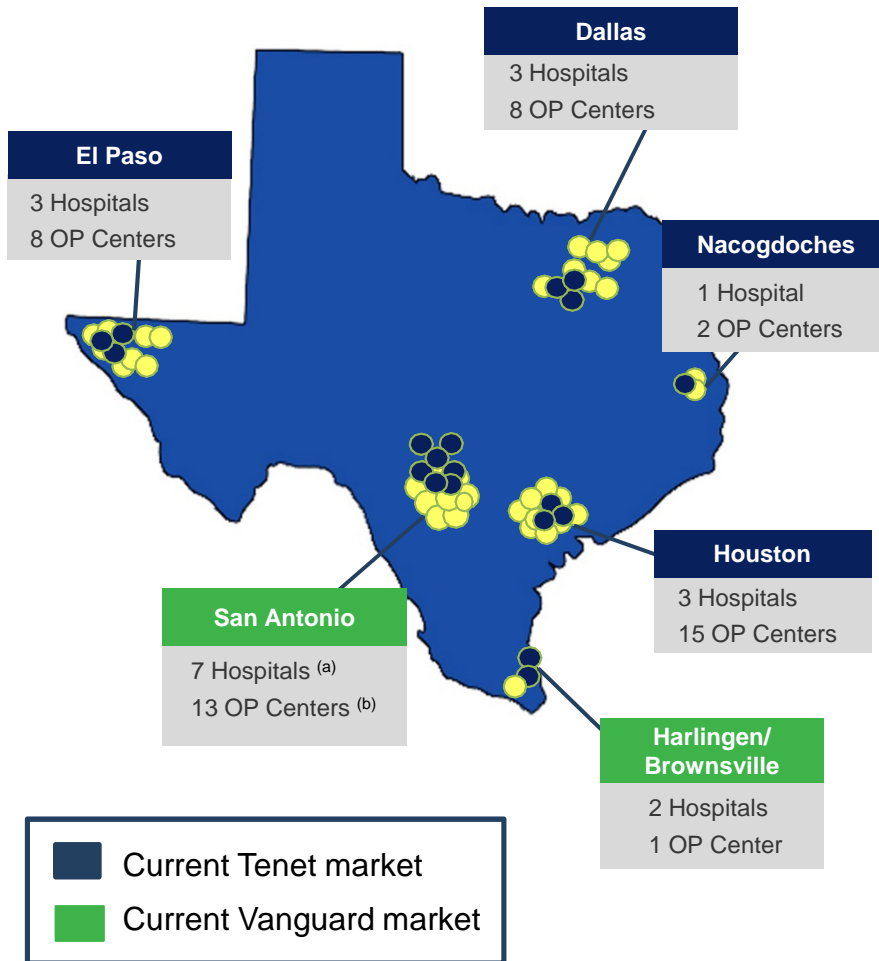 Dallas
3 Hospitals
8 OP Centers
El Paso
3 Hospitals
8 OP Centers
Nacogdoches
1 Hospital
2 OP Centers
Houston
3 Hospitals
15 OP Centers
San Antonio
7 Hospitals (a)
13 OP Centers (b)
Harlingen/
Brownsville
2 Hospitals
1 OP Center
Current Tenet market
Current Vanguard market